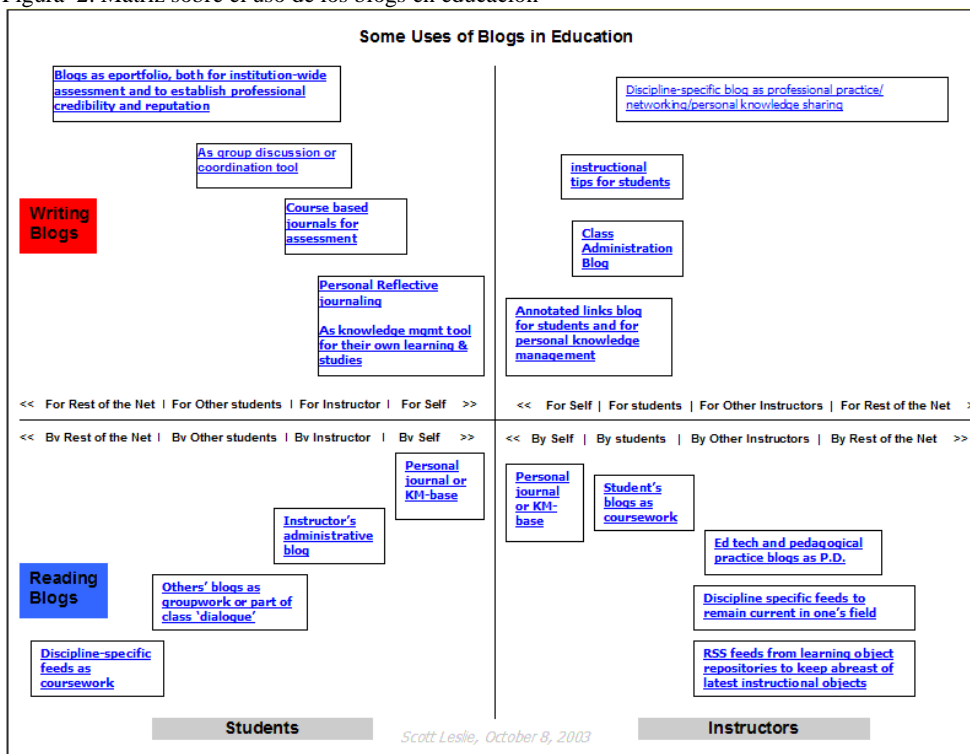 Figura 2. Matriz sobre el uso de los blogs en educación
Some Uses of Blogs in Education
Blogs as eportfolio, both for institution-wide
assessment and to establish professional
credibility and reputation
As group discussion or
coordination tool
Course based
journals for
assessment
Personal Reflective
journaling
As knowledge mgmt tool
for their own learning &
studies
Writing
Blogs
Discipline-specific blog as professional practice/
networking/personal knowledge sharing
instructional
tips for students
Class
Administration
Blog
Annotated links blog
for students and for
personal knowledge
management
<< For Rest of the Net | For Other students | For Instructor | For Self >>
<< For Self | For students | For Other Instructors | For Rest of the Net >
<< By Rest of the Net | By Other students | By Instructor | By Self >>
<< By Self | By students | By Other Instructors | By Rest of the Net >>
Personal
journal or
KM-base
Instructor's
administrative
blog
Reading
Blogs
Others' blogs as
groupwork or part of
class 'dialogue'
Discipline-specific
feeds as
coursework
Personal
journal
or KM-
base
Student's
blogs as
coursework
Ed tech and pedagogical
practice blogs as P.D.
Discipline specific feeds to
remain current in one's field
RSS feeds from learning object
repositories to keep abreast of
latest instructional objects
Students
Scott Leslie, October 8, 2003
Instructors